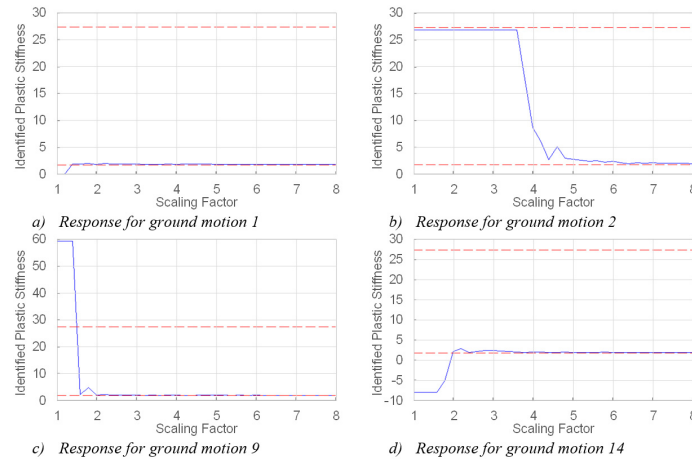 30
25
20
15
10
5
0
Identified Plastic Stiffness
1 2 3 4 5 6 7 8
Scaling Factor
a) Response for ground motion 1
30
25
20
15
10
5
0
Identified Plastic Stiffness
1 2 3 4 5 6 7 8
Scaling Factor
b) Response for ground motion 2
60
50
40
30
20
10
0
Identified Plastic Stiffness
1 2 3 4 5 6 7 8
Scaling Factor
c) Response for ground motion 9
30
25
20
15
10
5
0
-5
-10
Identified Plastic Stiffness
1 2 3 4 5 6 7 8
Scaling Factor
d) Response for ground motion 14